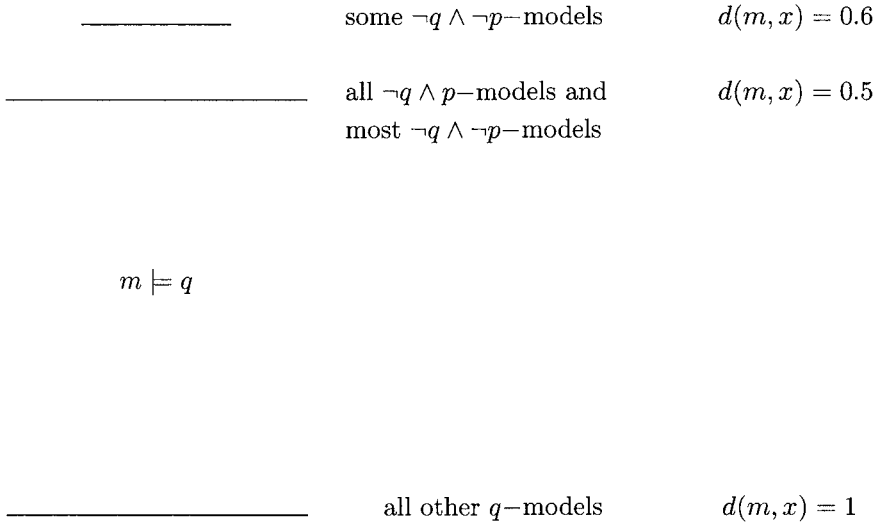 some ¬q ∧ ¬p−models d(m, x) = 0.6
all ¬q ∧ p−models and d(m, x) = 0.5
most ¬q ∧ ¬p−models
m ⊨ q
all other q−models d(m, x) = 1